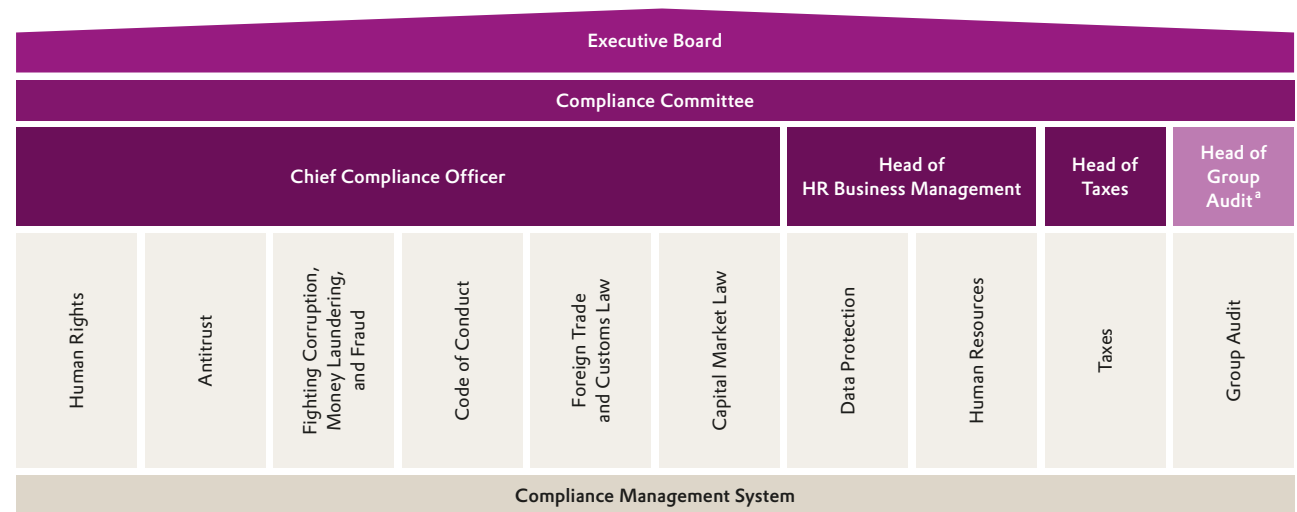 Executive Board
Compliance Committee
Chief Compliance Officer
Head of
HR Business Management
Head of
Taxes
Head of
Group
Audit a
Human Rights
Antitrust
Fighting Corruption,
Money Laundering,
and Fraud
Code of Conduct
Foreign Trade
and Customs Law
Capital Market Law
Data Protection
Human Resources
Taxes
Group Audit
Compliance Management System